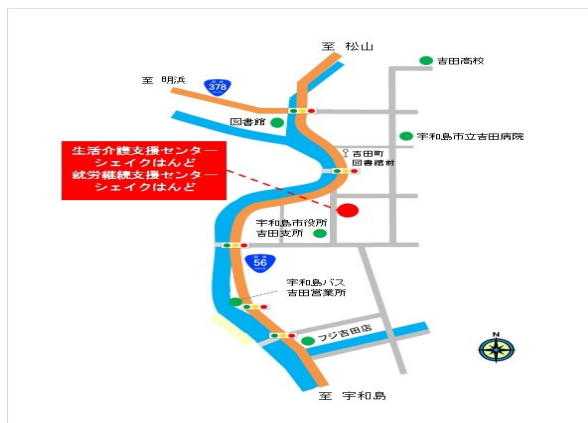 至 松山
吉田高校
至 明浜
国道
378
図書館
宇和島市立吉田病院
生活介護支援センター
シェイクはんど
就労継続支援センター
シェイクはんど
吉田町
図書館前
宇和島市役所
吉田支所
国道
56
宇和島バス
吉田営業所
フジ吉田店
N
至 宇和島